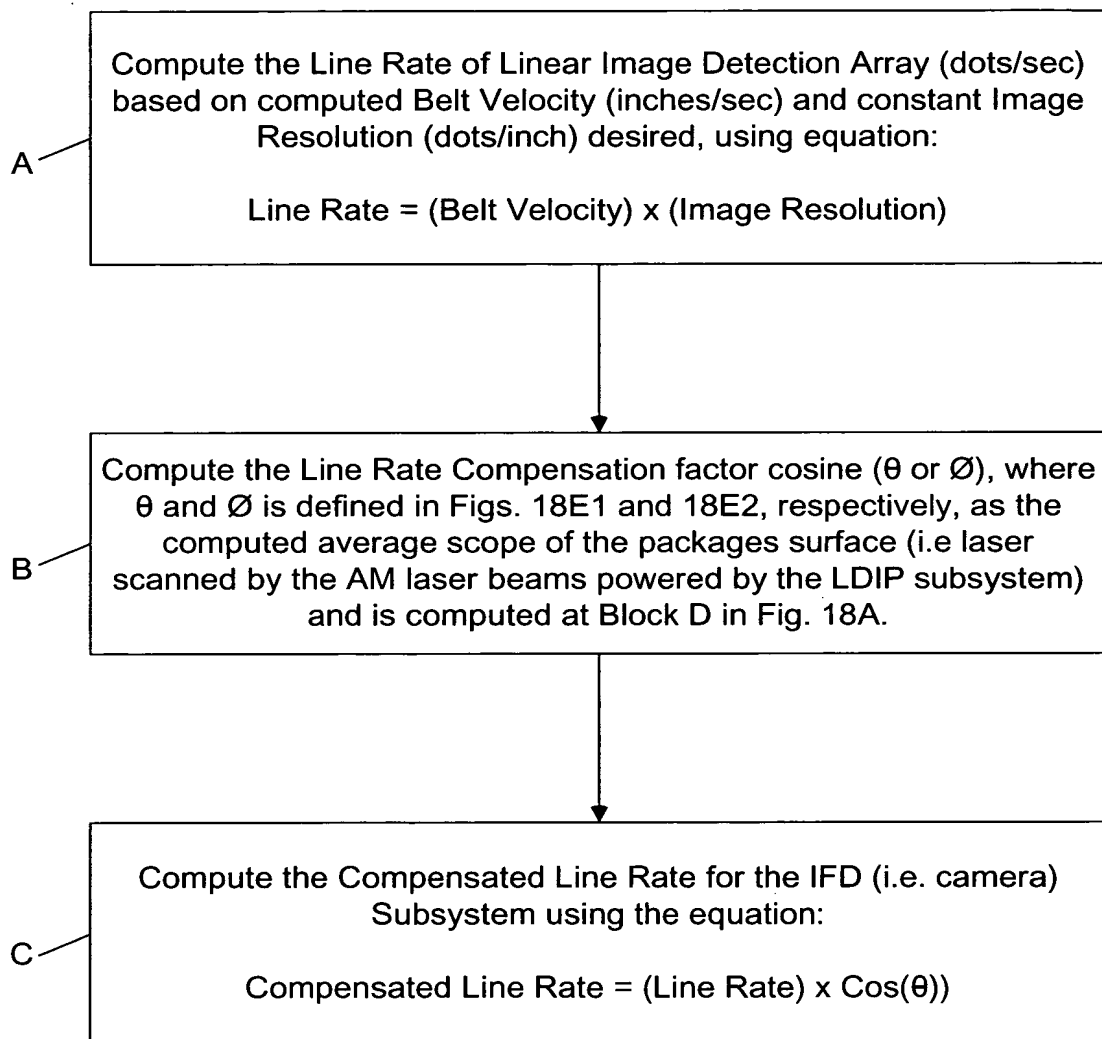 Compute the Line Rate of Linear Image Detection Array (dots/sec)
based on computed Belt Velocity (inches/sec) and constant Image
Resolution (dots/inch) desired, using equation:
Line Rate = (Belt Velocity) x (Image Resolution)
A
Compute the Line Rate Compensation factor cosine (θ or Ø), where
θ and Ø is defined in Figs. 18E1 and 18E2, respectively, as the
computed average scope of the packages surface (i.e laser
scanned by the AM laser beams powered by the LDIP subsystem)
and is computed at Block D in Fig. 18A.
B
Compute the Compensated Line Rate for the IFD (i.e. camera)
Subsystem using the equation:
Compensated Line Rate = (Line Rate) x Cos(θ))
C